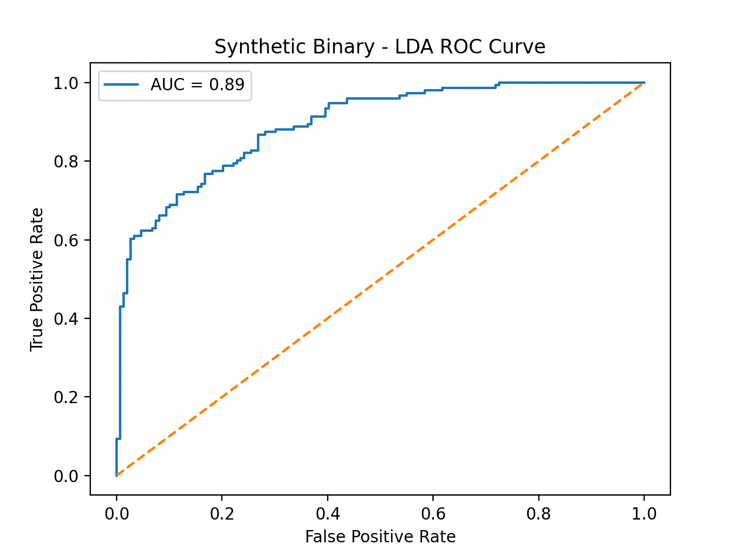 Synthetic Binary - LDA ROC Curve
AUC = 0.89
True Positive Rate
1.0
0.8
0.6
0.4
0.2
0.0
0.0 0.2 0.4 0.6 0.8 1.0
False Positive Rate